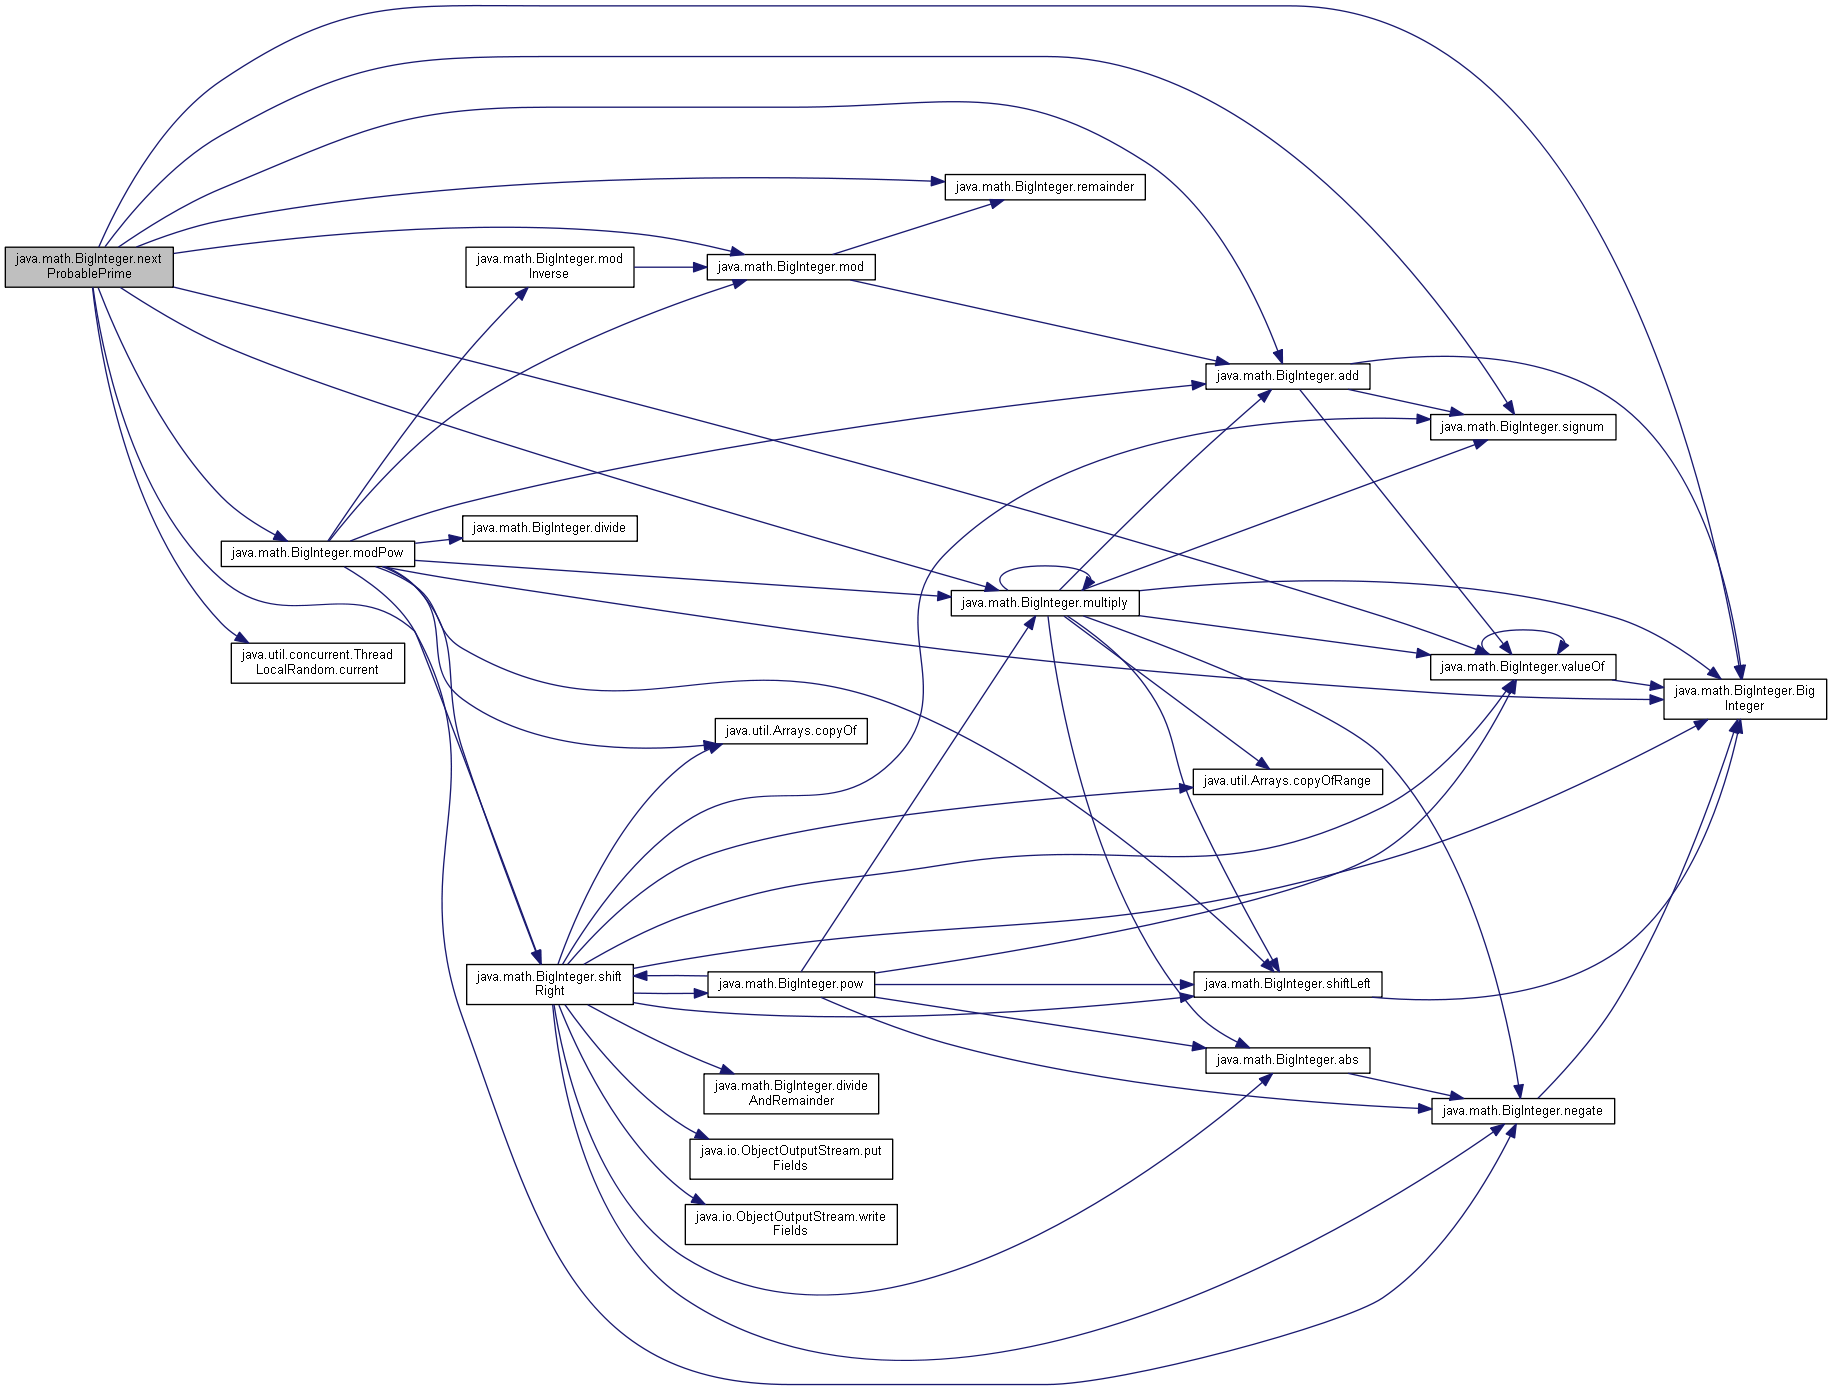 java.math.BigInteger.remainder
java.math.BigInteger.next
ProbablePrime
java.math.BigInteger.mod
Inverse
java.math.BigInteger.mod
java.math.BigInteger.add
java.math.BigInteger.signum
java.math.BigInteger.divide
java.math.BigInteger.modPow
java.math.BigInteger.multiply
java.util.concurrent.Thread
LocalRandom.current
java.math.BigInteger.valueOf
java.math.BigInteger.Big
Integer
java.util.Arrays.copyOf
java.util.Arrays.copyOfRange
java.math.BigInteger.shift
Right
java.math.BigInteger.pow
java.math.BigInteger.shiftLeft
java.math.BigInteger.abs
java.math.BigInteger.divide
AndRemainder
java.math.BigInteger.negate
java.io.ObjectOutputStream.put
Fields
java.io.ObjectOutputStream.write
Fields